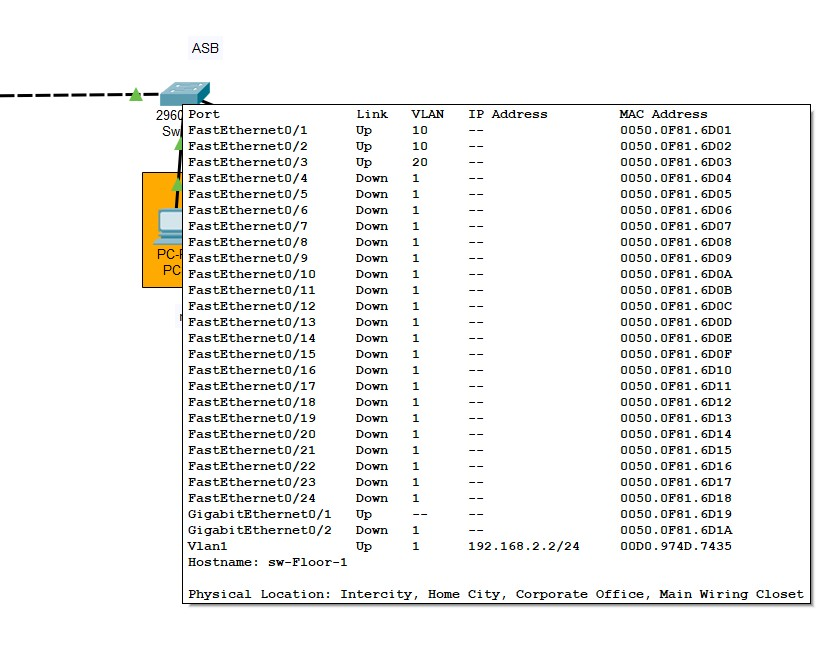 ASB
2960
Sw
PC-
PC
Port Link VLAN IP Address MAC Address
FastEthernet0/1 Up 10 -- 0050.0F81.6D01
FastEthernet0/2 Up 10 -- 0050.0F81.6D02
FastEthernet0/3 Up 20 -- 0050.0F81.6D03
FastEthernet0/4 Down 1 -- 0050.0F81.6D04
FastEthernet0/5 Down 1 -- 0050.0F81.6D05
FastEthernet0/6 Down 1 -- 0050.0F81.6D06
FastEthernet0/7 Down 1 -- 0050.0F81.6D07
FastEthernet0/8 Down 1 -- 0050.0F81.6D08
FastEthernet0/9 Down 1 -- 0050.0F81.6D09
FastEthernet0/10 Down 1 -- 0050.0F81.6D0A
FastEthernet0/11 Down 1 -- 0050.0F81.6D0B
FastEthernet0/12 Down 1 -- 0050.0F81.6D0C
FastEthernet0/13 Down 1 -- 0050.0F81.6D0D
FastEthernet0/14 Down 1 -- 0050.0F81.6D0E
FastEthernet0/15 Down 1 -- 0050.0F81.6D0F
FastEthernet0/16 Down 1 -- 0050.0F81.6D10
FastEthernet0/17 Down 1 -- 0050.0F81.6D11
FastEthernet0/18 Down 1 -- 0050.0F81.6D12
FastEthernet0/19 Down 1 -- 0050.0F81.6D13
FastEthernet0/20 Down 1 -- 0050.0F81.6D14
FastEthernet0/21 Down 1 -- 0050.0F81.6D15
FastEthernet0/22 Down 1 -- 0050.0F81.6D16
FastEthernet0/23 Down 1 -- 0050.0F81.6D17
FastEthernet0/24 Down 1 -- 0050.0F81.6D18
GigabitEthernet0/1 Up -- -- 0050.0F81.6D19
GigabitEthernet0/2 Down 1 -- 0050.0F81.6D1A
Vlan1 Up 1 192.168.2.2/24 00D0.974D.7435
Hostname: sw-Floor-1
Physical Location: Intercity, Home City, Corporate Office, Main Wiring Closet